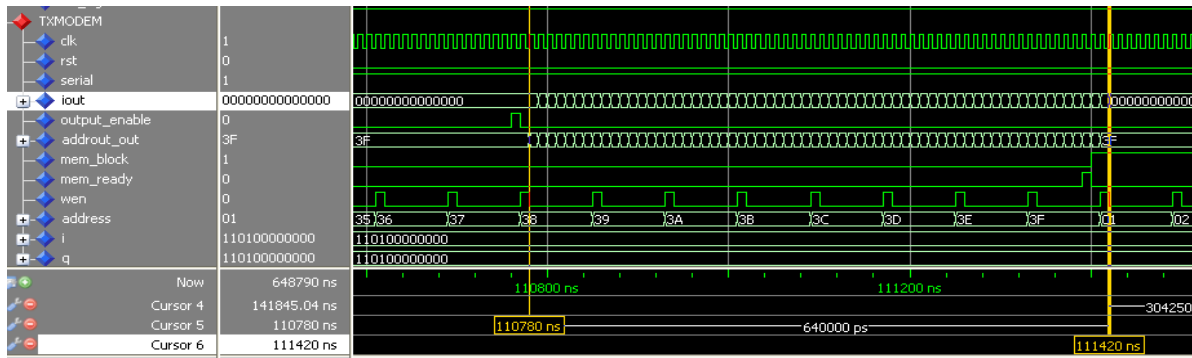 TXMODEM
clk 1
rst 0
serial 1
iout 00000000000000 00000000000000 00000000000
output_enable 0
addrout_out 3F 3F 3F
mem_block 1
mem_ready 0
wen 0
address 01 35 36 37 38 39 3A 3B 3C 3D 3E 3F 01 02
i 110100000000 110100000000
q 110100000000 110100000000
Now 648790 ns 110800 ns 111200 ns
Cursor 4 141845.04 ns 304250
Cursor 5 110780 ns 110780 ns 640000 ps
Cursor 6 111420 ns 111420 ns